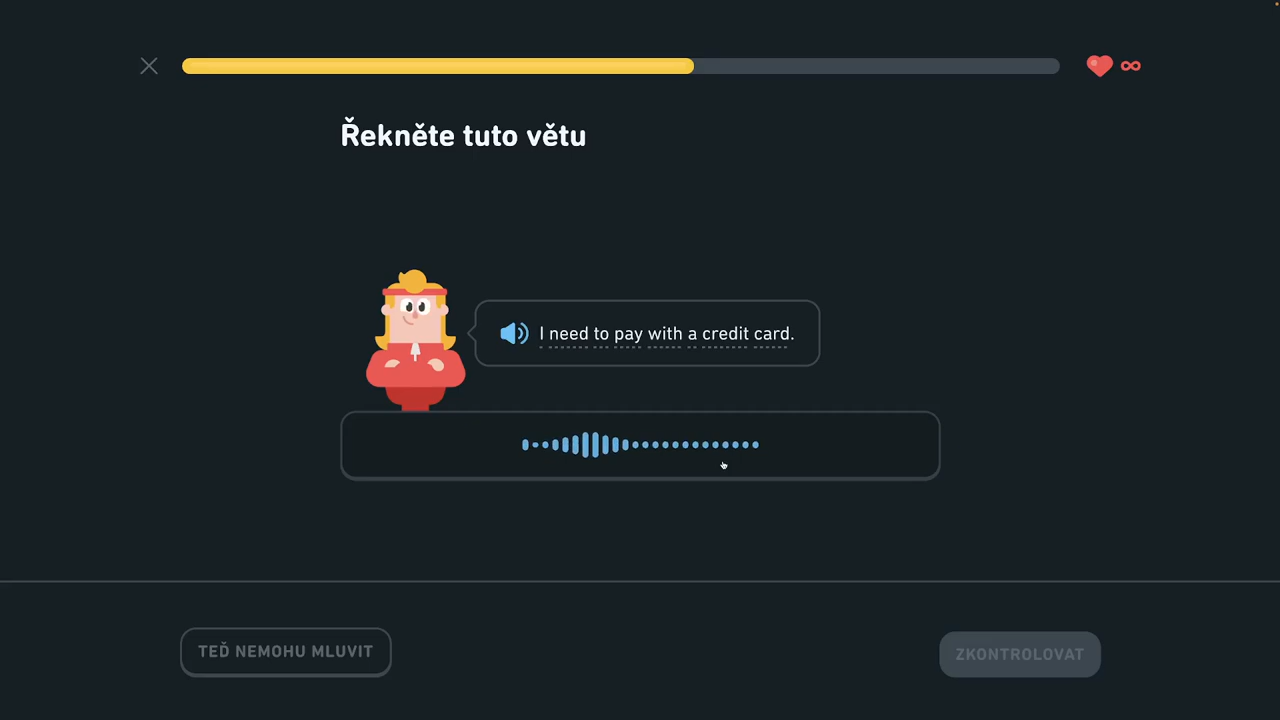 Řekněte tuto větu
I need to pay with a credit card.
TEĎ NEMOHU MLUVIT
ZKONTROLOVAT